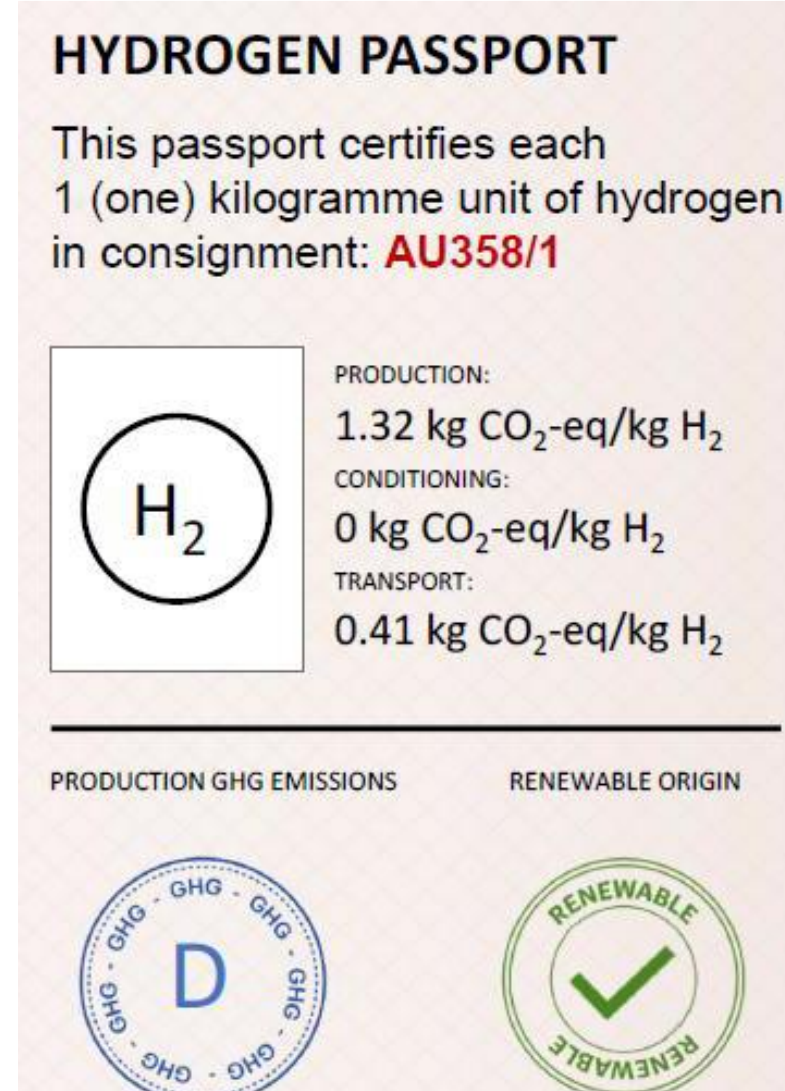 HYDROGEN PASSPORT
This passport certifies each
1 (one) kilogramme unit of hydrogen
in consignment: AU358/1
H₂
PRODUCTION:
1.32 kg CO₂-eq/kg H₂
CONDITIONING:
0 kg CO₂-eq/kg H₂
TRANSPORT:
0.41 kg CO₂-eq/kg H₂
PRODUCTION GHG EMISSIONS
RENEWABLE ORIGIN
GHG - GHG - GHG - GHG - GHG - GHG - GHG - GHG -
D
RENEWABLE
RENEWABLE